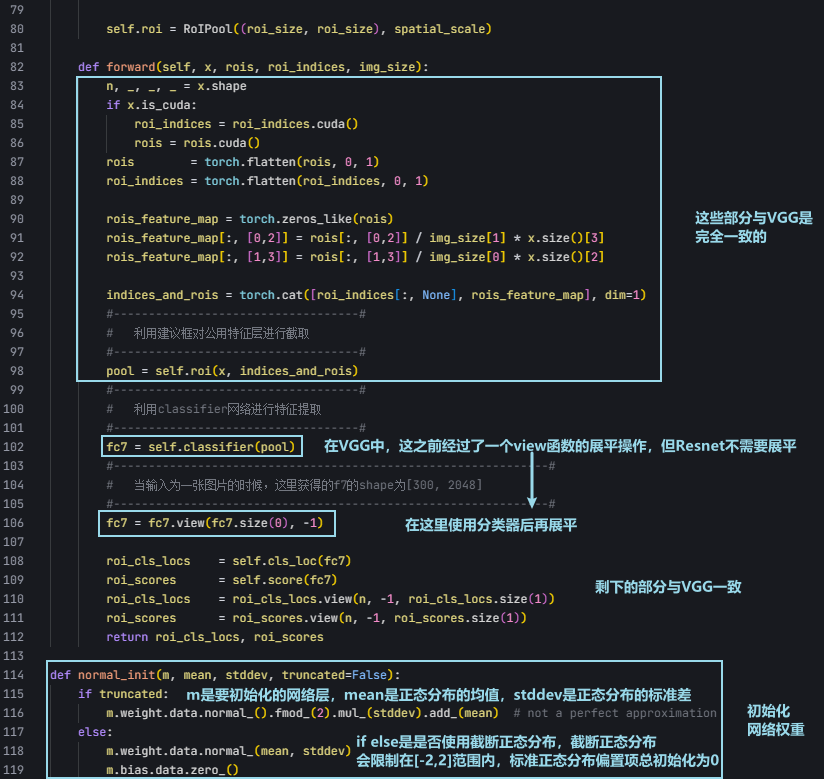 79
80 self.roi = RoIPool((roi_size, roi_size), spatial_scale)
81
82 def forward(self, x, rois, roi_indices, img_size):
83 n, _, _, _ = x.shape
84 if x.is_cuda:
85 roi_indices = roi_indices.cuda()
86 rois = rois.cuda()
87 rois = torch.flatten(rois, 0, 1)
88 roi_indices = torch.flatten(roi_indices, 0, 1)
89
90 rois_feature_map = torch.zeros_like(rois)
这些部分与VGG是
91 rois_feature_map[:, [0,2]] = rois[:, [0,2]] / img_size[1] * x.size()[3]
完全一致的
92 rois_feature_map[:, [1,3]] = rois[:, [1,3]] / img_size[0] * x.size()[2]
93
94 indices_and_rois = torch.cat([roi_indices[:, None], rois_feature_map], dim=1)
95 #-----------------------------------#
96 # 利用建议框对公用特征层进行截取
97 #-----------------------------------#
98 pool = self.roi(x, indices_and_rois)
99 #-----------------------------------#
100 # 利用classifier网络进行特征提取
101 #-----------------------------------#
102 fc7 = self.classifier(pool) 在VGG中，这之前经过了一个view函数的展平操作，但Resnet不需要展平
103 #--------------------------------------------------------------#
104 # 当输入为一张图片的时候，这里获得的f7的shape为[300, 2048]
105 #--------------------------------------------------------------#
106 fc7 = fc7.view(fc7.size(0), -1) 在这里使用分类器后再展平
107
108 roi_cls_locs = self.cls_loc(fc7)
109 roi_scores = self.score(fc7) 剩下的部分与VGG一致
110 roi_cls_locs = roi_cls_locs.view(n, -1, roi_cls_locs.size(1))
111 roi_scores = roi_scores.view(n, -1, roi_scores.size(1))
112 return roi_cls_locs, roi_scores
113
114 def normal_init(m, mean, stddev, truncated=False):
115 if truncated: m是要初始化的网络层，mean是正态分布的均值，stddev是正态分布的标准差
116 m.weight.data.normal_().fmod_(2).mul_(stddev).add_(mean) # not a perfect approximation
初始化
网络权重
117 else:
if else是是否使用截断正态分布，截断正态分布
118 m.weight.data.normal_(mean, stddev)
会限制在[-2,2]范围内，标准正态分布偏置项总初始化为0
119 m.bias.data.zero_()